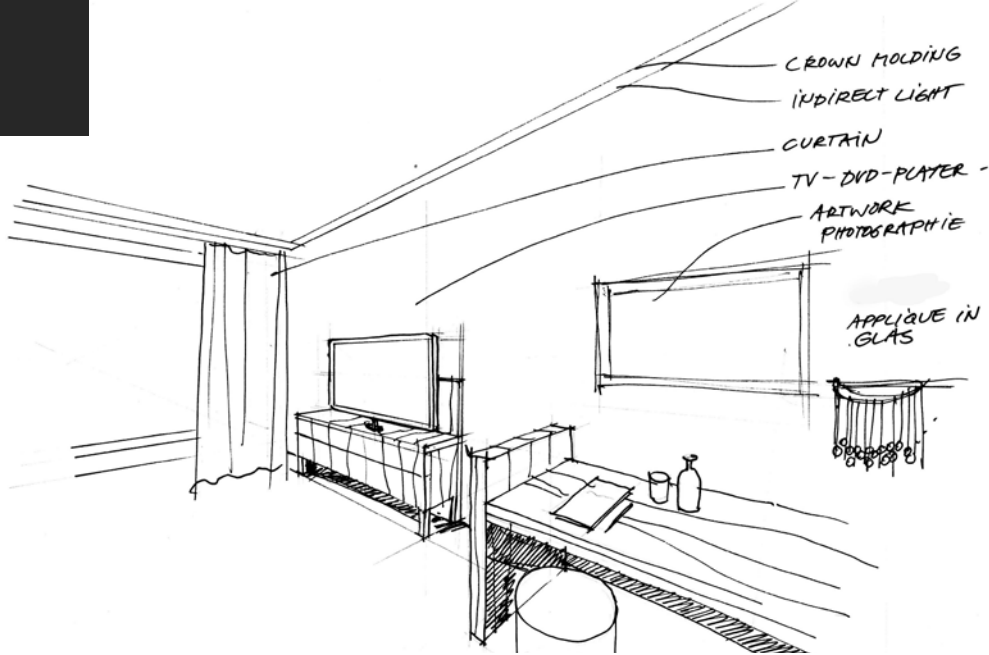 CROWN MOLDING
INDIRECT LIGHT
CURTAIN
TV - DVD - PLAYER -
ARTWORK
PHOTOGRAPHIE
APPLIQUE IN
GLAS